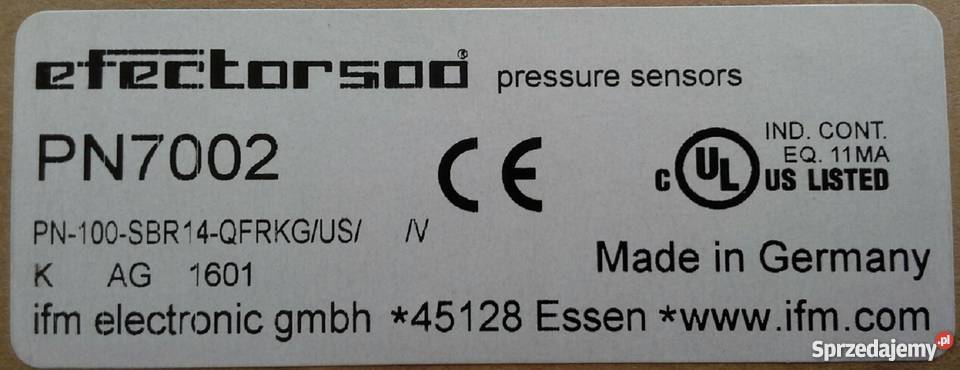 efector500® pressure sensors
PN7002
CE
C UL US LISTED
IND. CONT.
EQ. 11MA
PN-100-SBR14-QFRKG/US/ /V
K AG 1601
Made in Germany
ifm electronic gmbh *45128 Essen *www.ifm.com
Sprzedajemy.pl